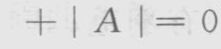 + | A | = 0